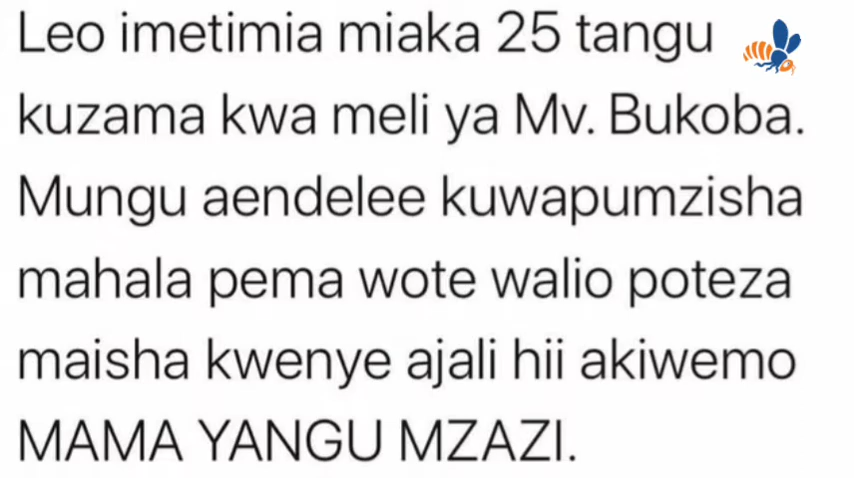 Leo imetimia miaka 25 tangu
kuzama kwa meli ya Mv. Bukoba.
Mungu aendelee kuwapumzisha
mahala pema wote walio poteza
maisha kwenye ajali hii akiwemo
MAMA YANGU MZAZI.